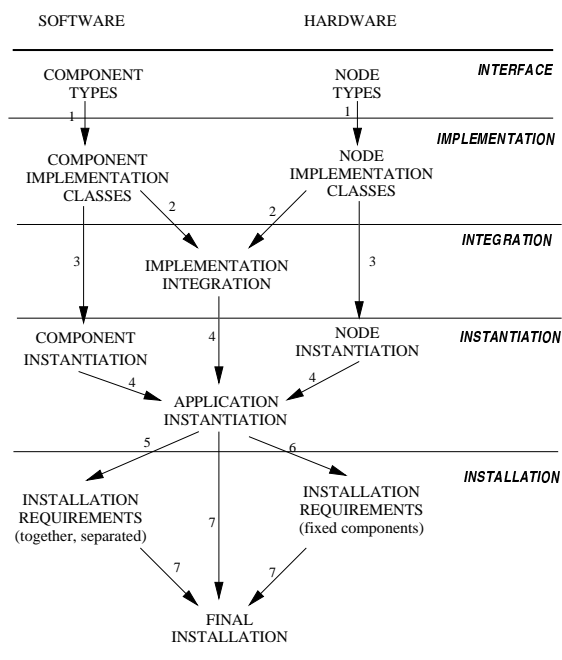 SOFTWARE
HARDWARE
COMPONENT
TYPES
NODE
TYPES
INTERFACE
1
1
IMPLEMENTATION
COMPONENT
IMPLEMENTATION
CLASSES
NODE
IMPLEMENTATION
CLASSES
2
2
INTEGRATION
3
IMPLEMENTATION
INTEGRATION
3
COMPONENT
INSTANTIATION
4
NODE
INSTANTIATION
INSTANTIATION
4
4
APPLICATION
INSTANTIATION
5
6
INSTALLATION
INSTALLATION
REQUIREMENTS
(together, separated)
7
INSTALLATION
REQUIREMENTS
(fixed components)
7
7
FINAL
INSTALLATION